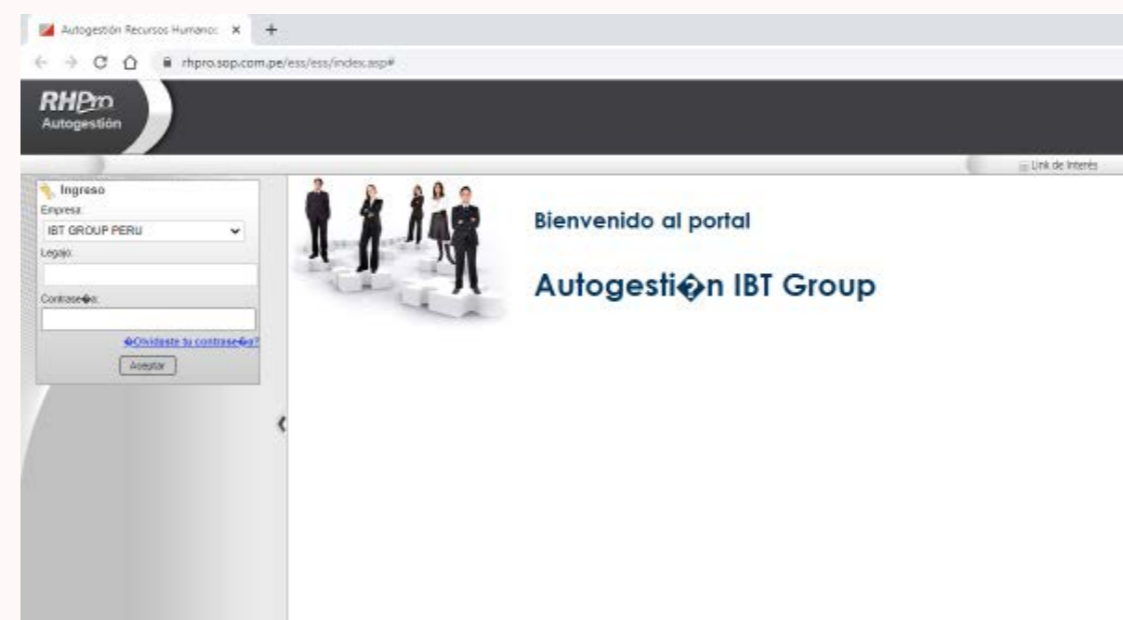 Autogestión Recursos Humanos
rhpro.sop.com.pe/ess/ess/index.asp#
RHPro
Autogestión
Link de Interés
Ingreso
Empresa:
IBT GROUP PERU
Legajo:
Contrase�a:
�Olvidaste tu contrase�a?
Aceptar
Bienvenido al portal
Autogesti�n IBT Group